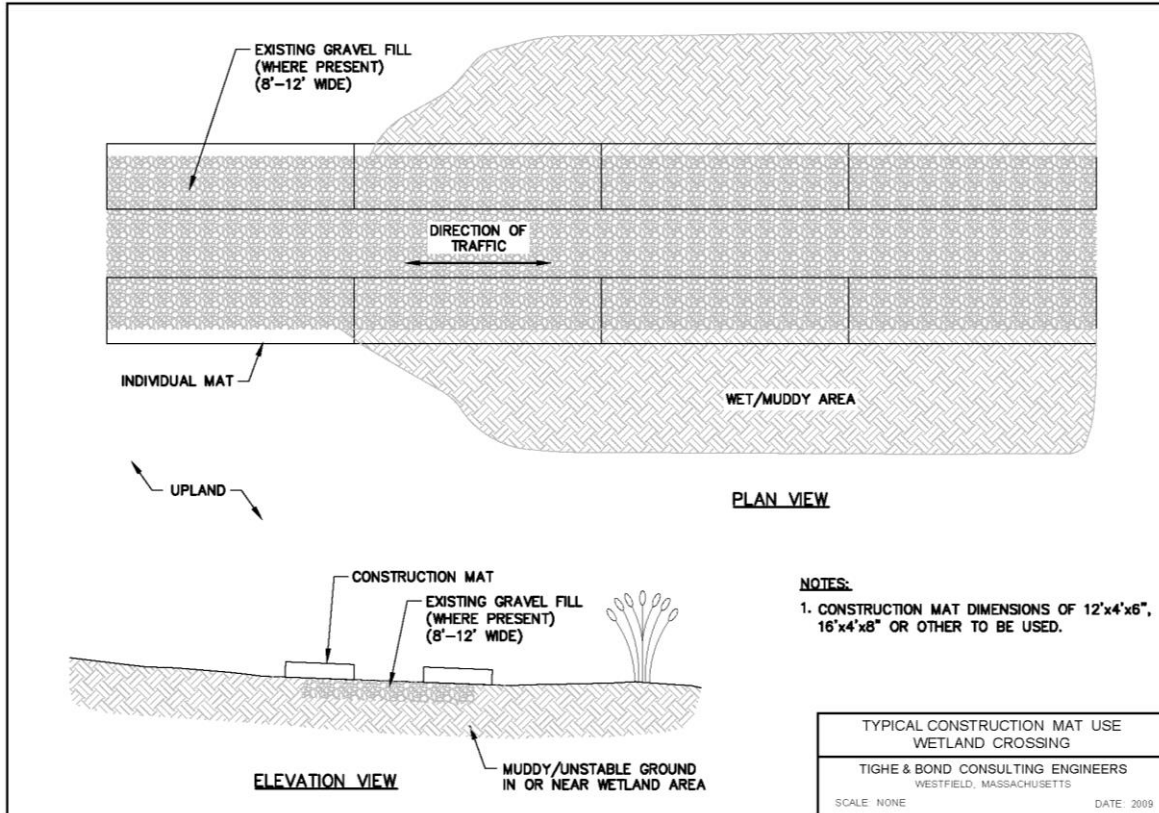 EXISTING GRAVEL FILL
(WHERE PRESENT)
(8'-12' WIDE)
DIRECTION OF
TRAFFIC
INDIVIDUAL MAT
WET/MUDDY AREA
UPLAND
PLAN VIEW
CONSTRUCTION MAT
EXISTING GRAVEL FILL
(WHERE PRESENT)
(8'-12' WIDE)
NOTES:
1. CONSTRUCTION MAT DIMENSIONS OF 12'x4'x6",
16'x4'x8" OR OTHER TO BE USED.
MUDDY/UNSTABLE GROUND
IN OR NEAR WETLAND AREA
ELEVATION VIEW
TYPICAL CONSTRUCTION MAT USE
WETLAND CROSSING
TIGHE & BOND CONSULTING ENGINEERS
WESTFIELD, MASSACHUSETTS
SCALE: NONE DATE: 2009